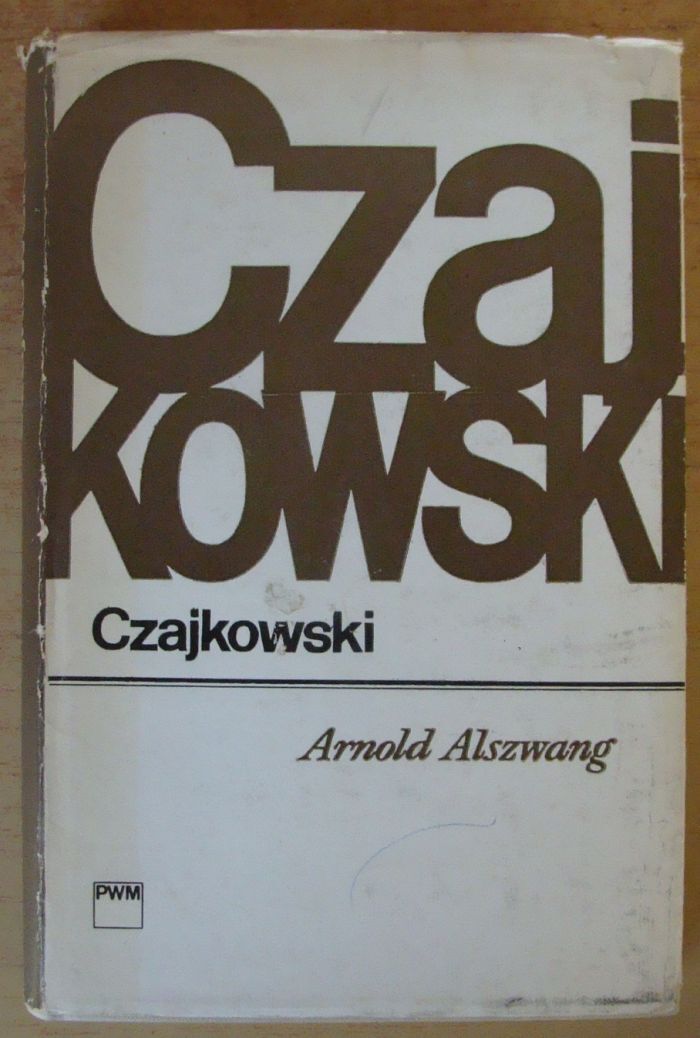 Czaj
kowski
Czajkowski
Arnold Alszwang
PWM